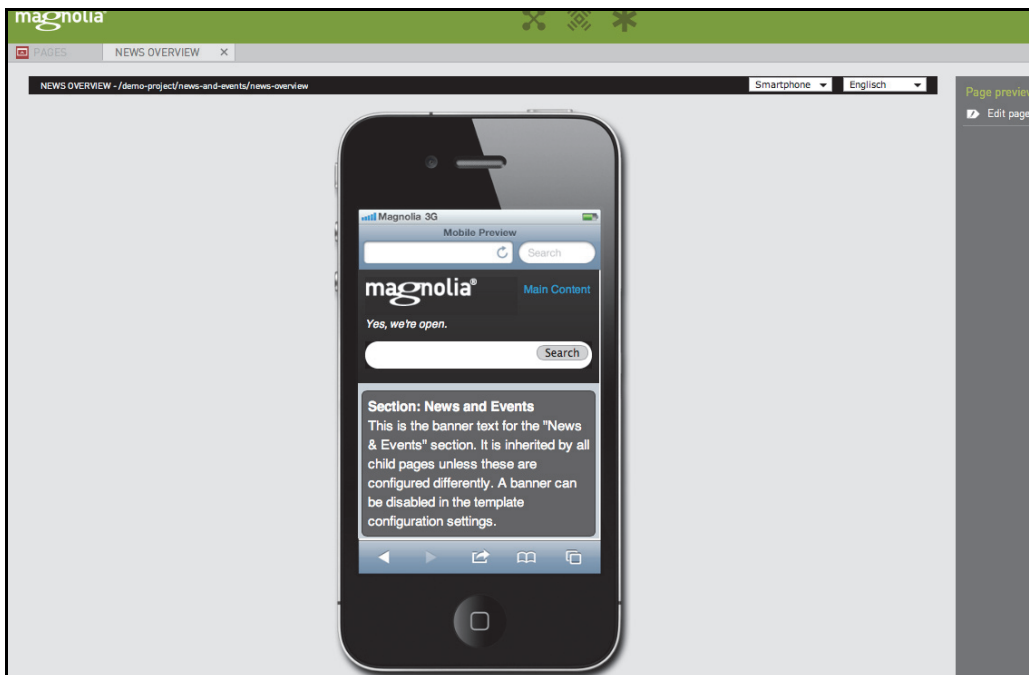 magnolia®
PAGES
NEWS OVERVIEW ×
NEWS OVERVIEW - /demo-project/news-and-events/news-overview
Smartphone
Englisch
Page preview
Edit page
Magnolia 3G
Mobile Preview
Search
magnolia®
Main Content
Yes, we're open.
Search
Section: News and Events
This is the banner text for the "News
& Events" section. It is inherited by all
child pages unless these are
configured differently. A banner can
be disabled in the template
configuration settings.